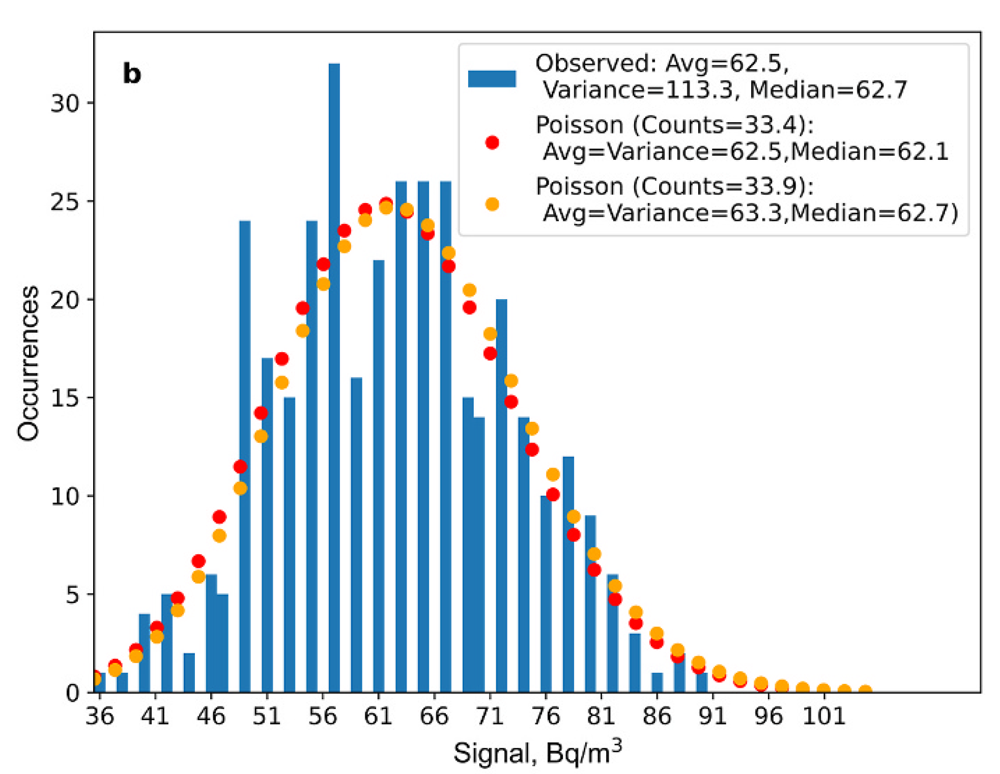 b
Observed: Avg=62.5,
Variance=113.3, Median=62.7
Poisson (Counts=33.4):
Avg=Variance=62.5,Median=62.1
Poisson (Counts=33.9):
Avg=Variance=63.3,Median=62.7)
Occurrences
30
25
20
15
10
5
0
36 41 46 51 56 61 66 71 76 81 86 91 96 101
Signal, Bq/m³